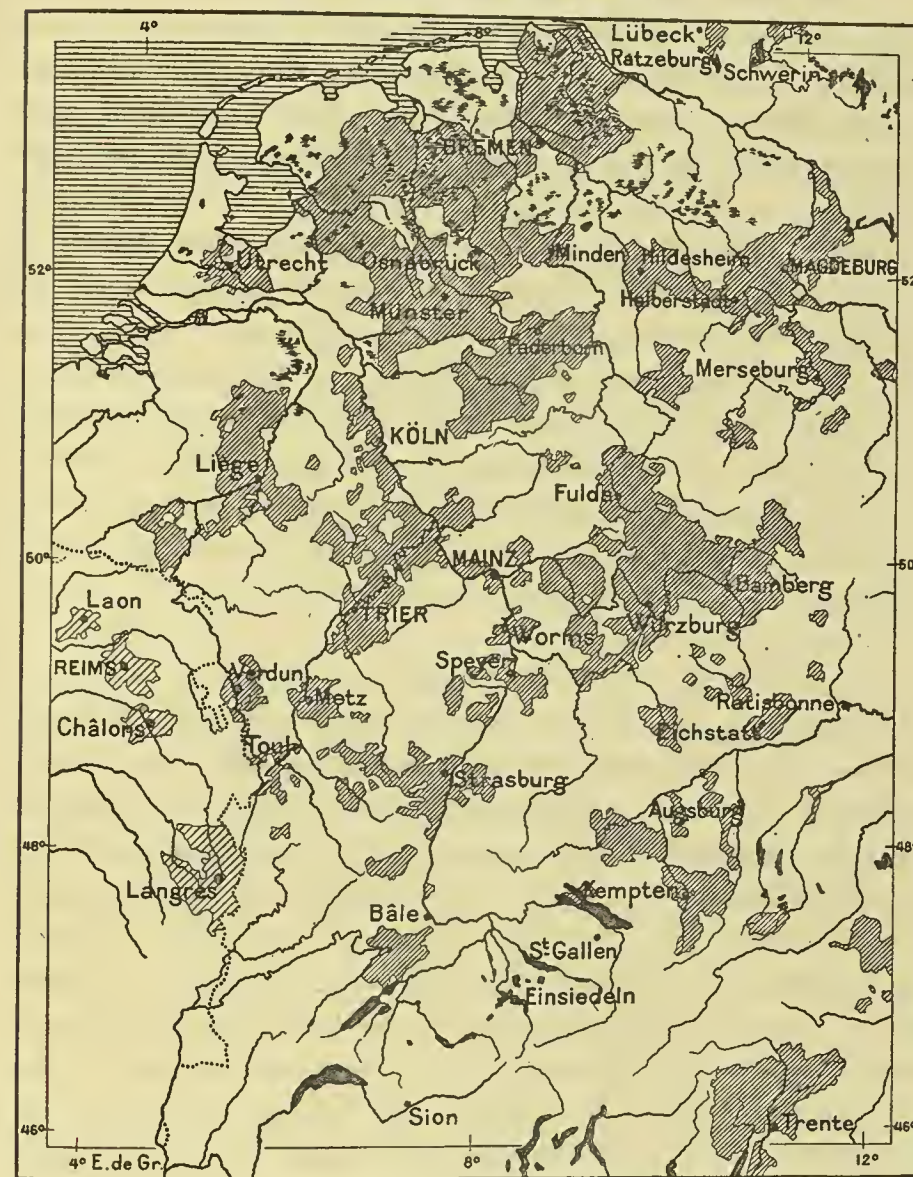 4°
8°
Lübeck
12°
Ratzeburg
Schwerin
BREMEN
52°
Utrecht
Osnabrück
Minden
Hildesheim
MAGDEBURG
52°
Münster
Helberstadt
Paderborn
Merseburg
KÖLN
Liége
Fulda
50°
MAINZ
50°
Bamberg
Laon
TRIER
Worms
Würzburg
REIMS
Verdun
Speyer
Metz
Ratisbonne
Châlons
Eichstatt
Toul
Strasburg
Augsburg
48°
48°
Langres
Kempten
Bâle
St Gallen
Einsiedeln
Sion
Trente
46°
46°
4° E. de Gr.
8°
12°